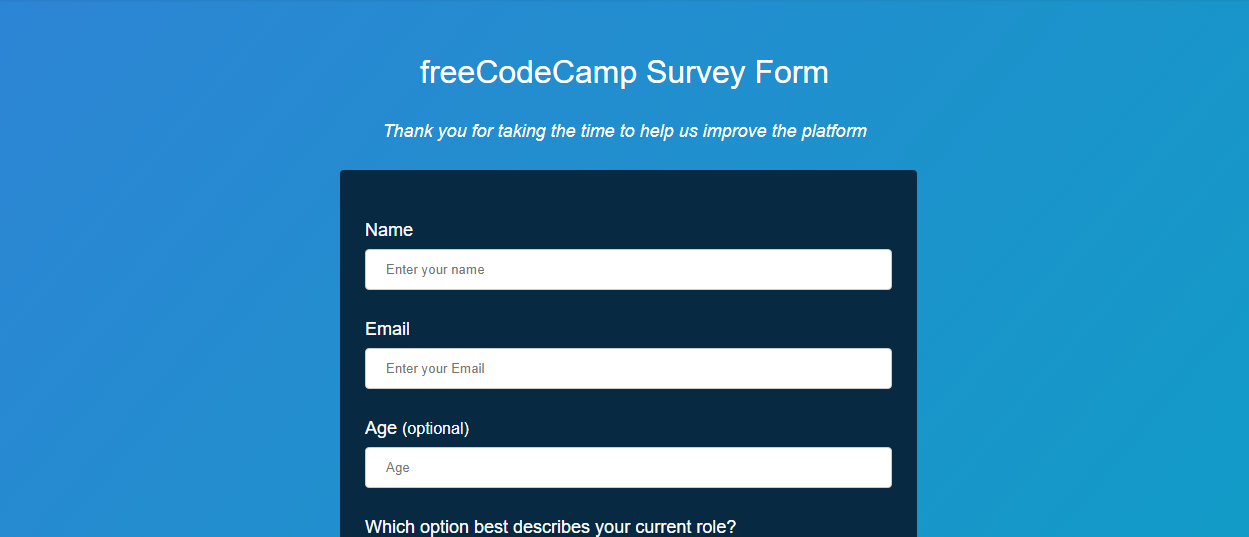 freeCodeCamp Survey Form
Thank you for taking the time to help us improve the platform
Name
Enter your name
Email
Enter your Email
Age (optional)
Age
Which option best describes your current role?